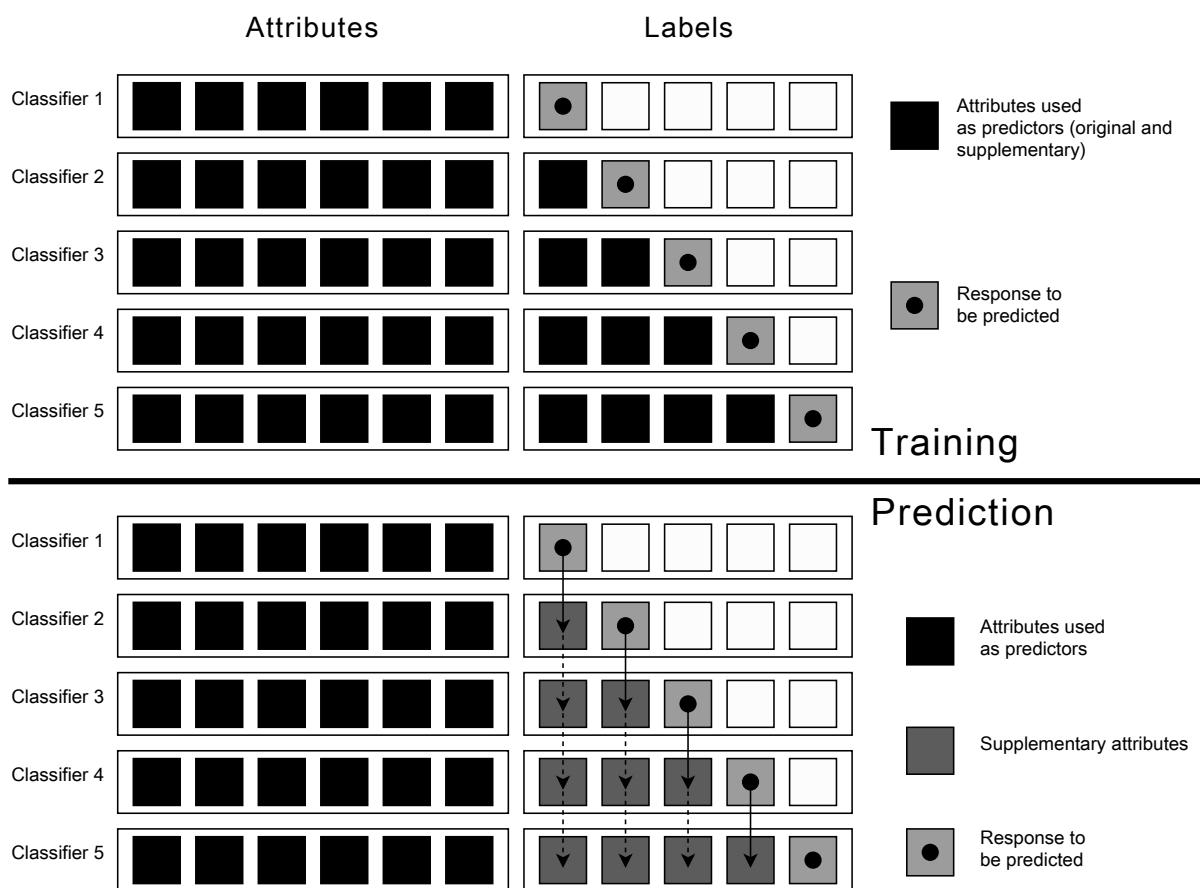 Attributes
Labels
Classifier 1
Classifier 2
Classifier 3
Classifier 4
Classifier 5
Attributes used
as predictors (original and
supplementary)
Response to
be predicted
Training
Prediction
Classifier 1
Classifier 2
Classifier 3
Classifier 4
Classifier 5
Attributes used
as predictors
Supplementary attributes
Response to
be predicted